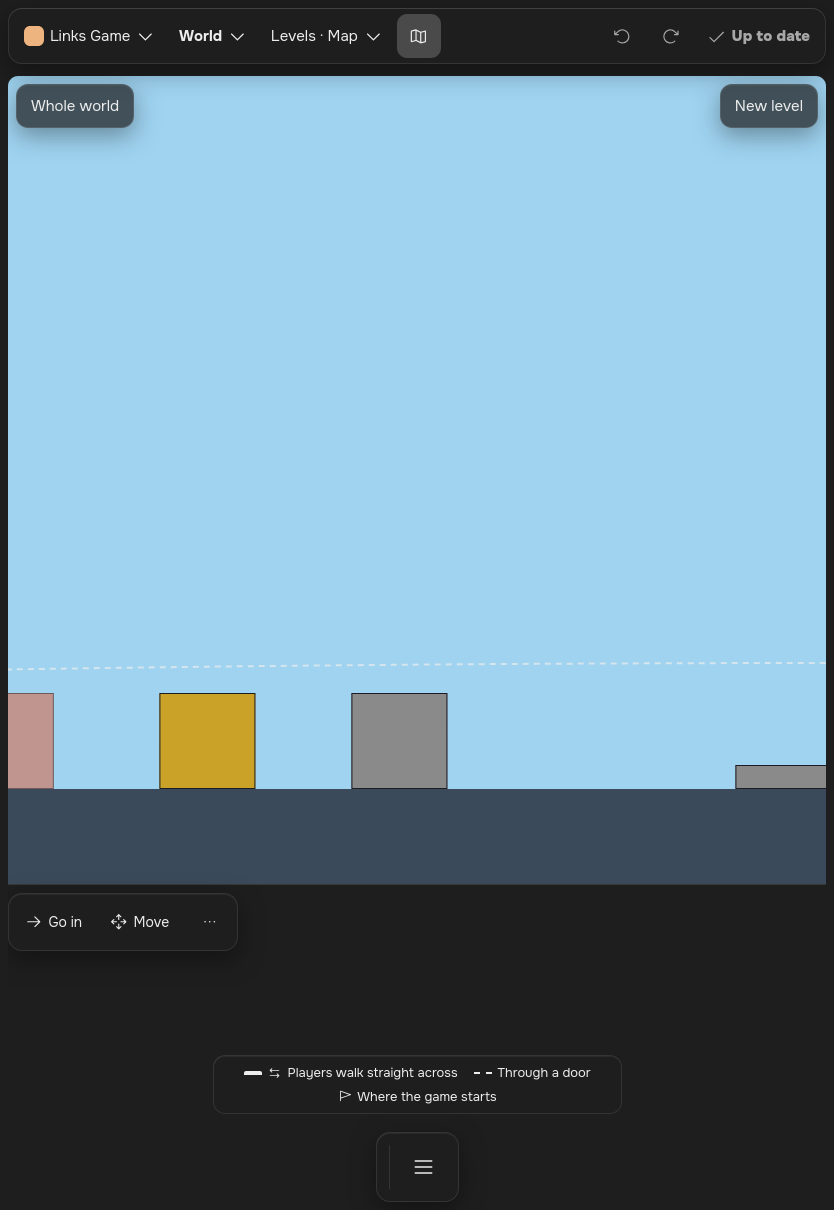 Links Game
World
Levels · Map
Up to date
Whole world
New level
Go in
Move
Players walk straight across
Through a door
Where the game starts